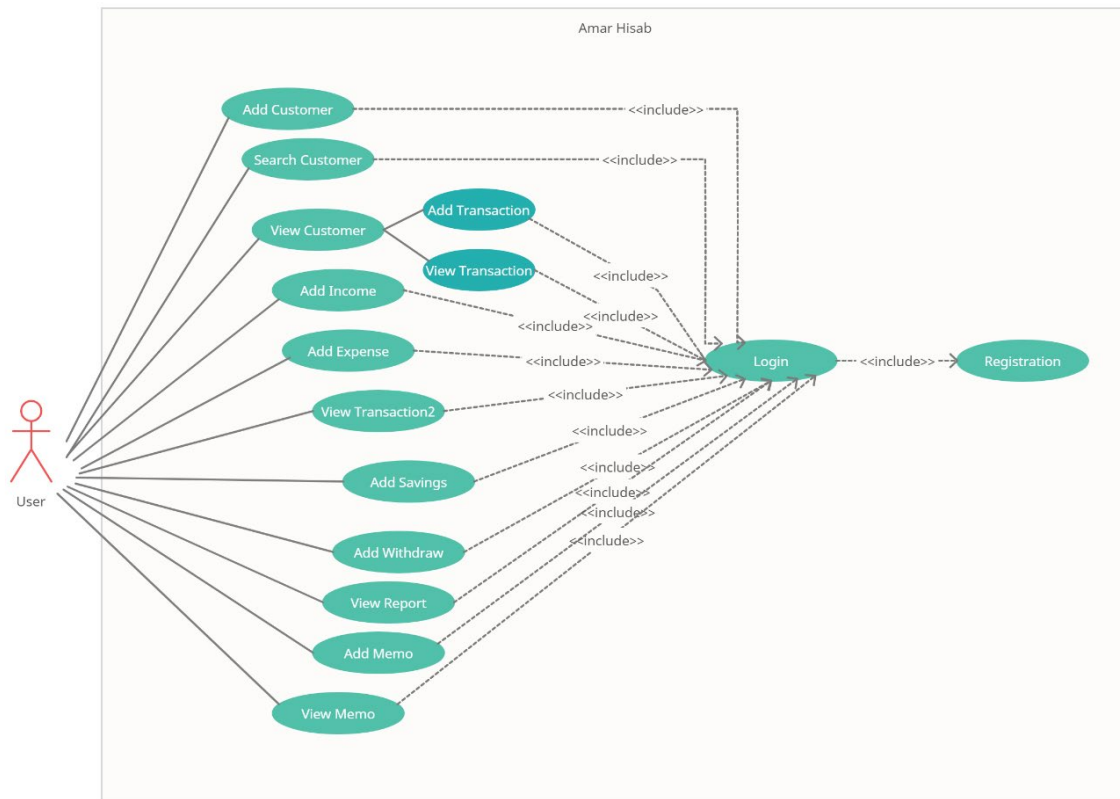 Amar Hisab
Add Customer
<<include>>
Search Customer
<<include>>
View Customer
Add Transaction
View Transaction
<<include>>
Add Income
<<include>>
<<include>>
Add Expense
<<include>>
Login
<<include>>
Registration
View Transaction2
<<include>>
<<include>>
User
Add Savings
<<include>>
<<include>>
<<include>>
<<include>>
Add Withdraw
View Report
Add Memo
View Memo